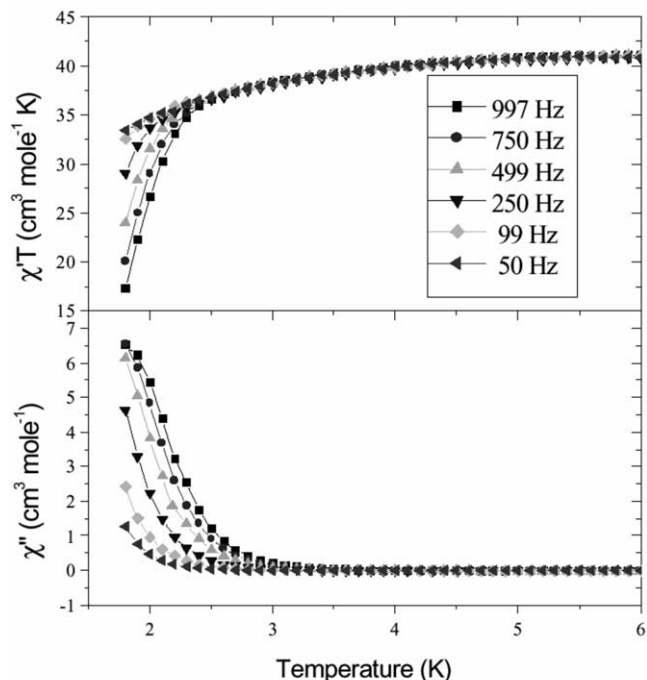 45
40
35
30
25
20
15
χ'T (cm³ mole⁻¹ K)
997 Hz
750 Hz
499 Hz
250 Hz
99 Hz
50 Hz
7
6
5
4
3
2
1
0
-1
χ" (cm³ mole⁻¹)
2 3 4 5 6
Temperature (K)